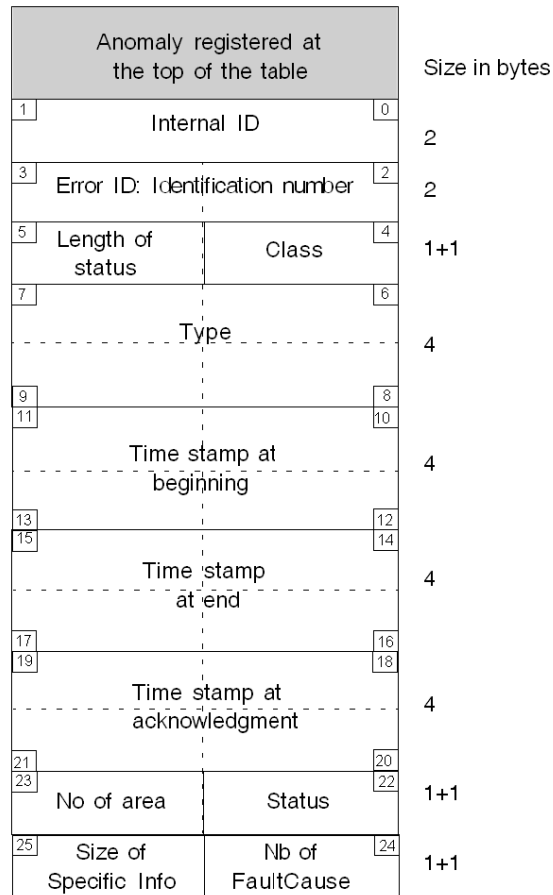 Anomaly registered at
the top of the table
Size in bytes
1
0
Internal ID
2
3
2
Error ID: Identification number
2
5
4
Length of
status
Class
1+1
7
6
Type
4
9
8
11
10
Time stamp at
beginning
4
13
12
15
14
Time stamp
at end
4
17
16
19
18
Time stamp at
acknowledgment
4
21
20
23
22
No of area
Status
1+1
25
24
Size of
Specific Info
Nb of
FaultCause
1+1